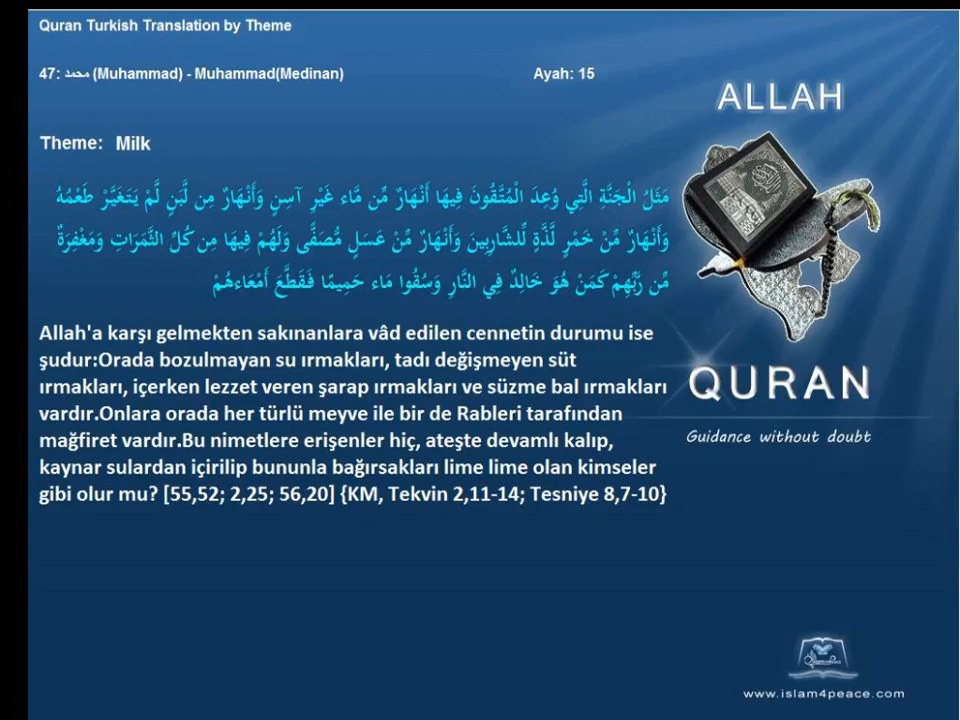 Quran Turkish Translation by Theme
47: محمد (Muhammad) - Muhammad(Medinan) Ayah: 15
ALLAH
Theme: Milk
مَثَلُ الْجَنَّةِ الَّتِي وُعِدَ الْمُتَّقُونَ فِيهَا أَنْهَارٌ مِّن مَّاء غَيْرِ آسِنٍ وَأَنْهَارٌ مِن لَّبَنٍ لَّمْ يَتَغَيَّرْ طَعْمُهُ
وَأَنْهَارٌ مِّنْ خَمْرٍ لَّذَّةٍ لِّلشَّارِبِينَ وَأَنْهَارٌ مِّنْ عَسَلٍ مُّصَفًّى وَلَهُمْ فِيهَا مِن كُلِّ الثَّمَرَاتِ وَمَغْفِرَةٌ
مِّن رَّبِّهِمْ كَمَنْ هُوَ خَالِدٌ فِي النَّارِ وَسُقُوا مَاء حَمِيمًا فَقَطَّعَ أَمْعَاءهُمْ
Allah'a karşı gelmekten sakınanlara vâd edilen cennetin durumu ise
şudur:Orada bozulmayan su ırmakları, tadı değişmeyen süt
ırmakları, içerken lezzet veren şarap ırmakları ve süzme bal ırmakları
vardır.Onlara orada her türlü meyve ile bir de Rableri tarafından
mağfiret vardır.Bu nimetlere erişenler hiç, ateşte devamlı kalıp,
kaynar sulardan içirilip bununla bağırsakları lime lime olan kimseler
gibi olur mu? [55,52; 2,25; 56,20] {KM, Tekvin 2,11-14; Tesniye 8,7-10}
QURAN
Guidance without doubt
www.islam4peace.com